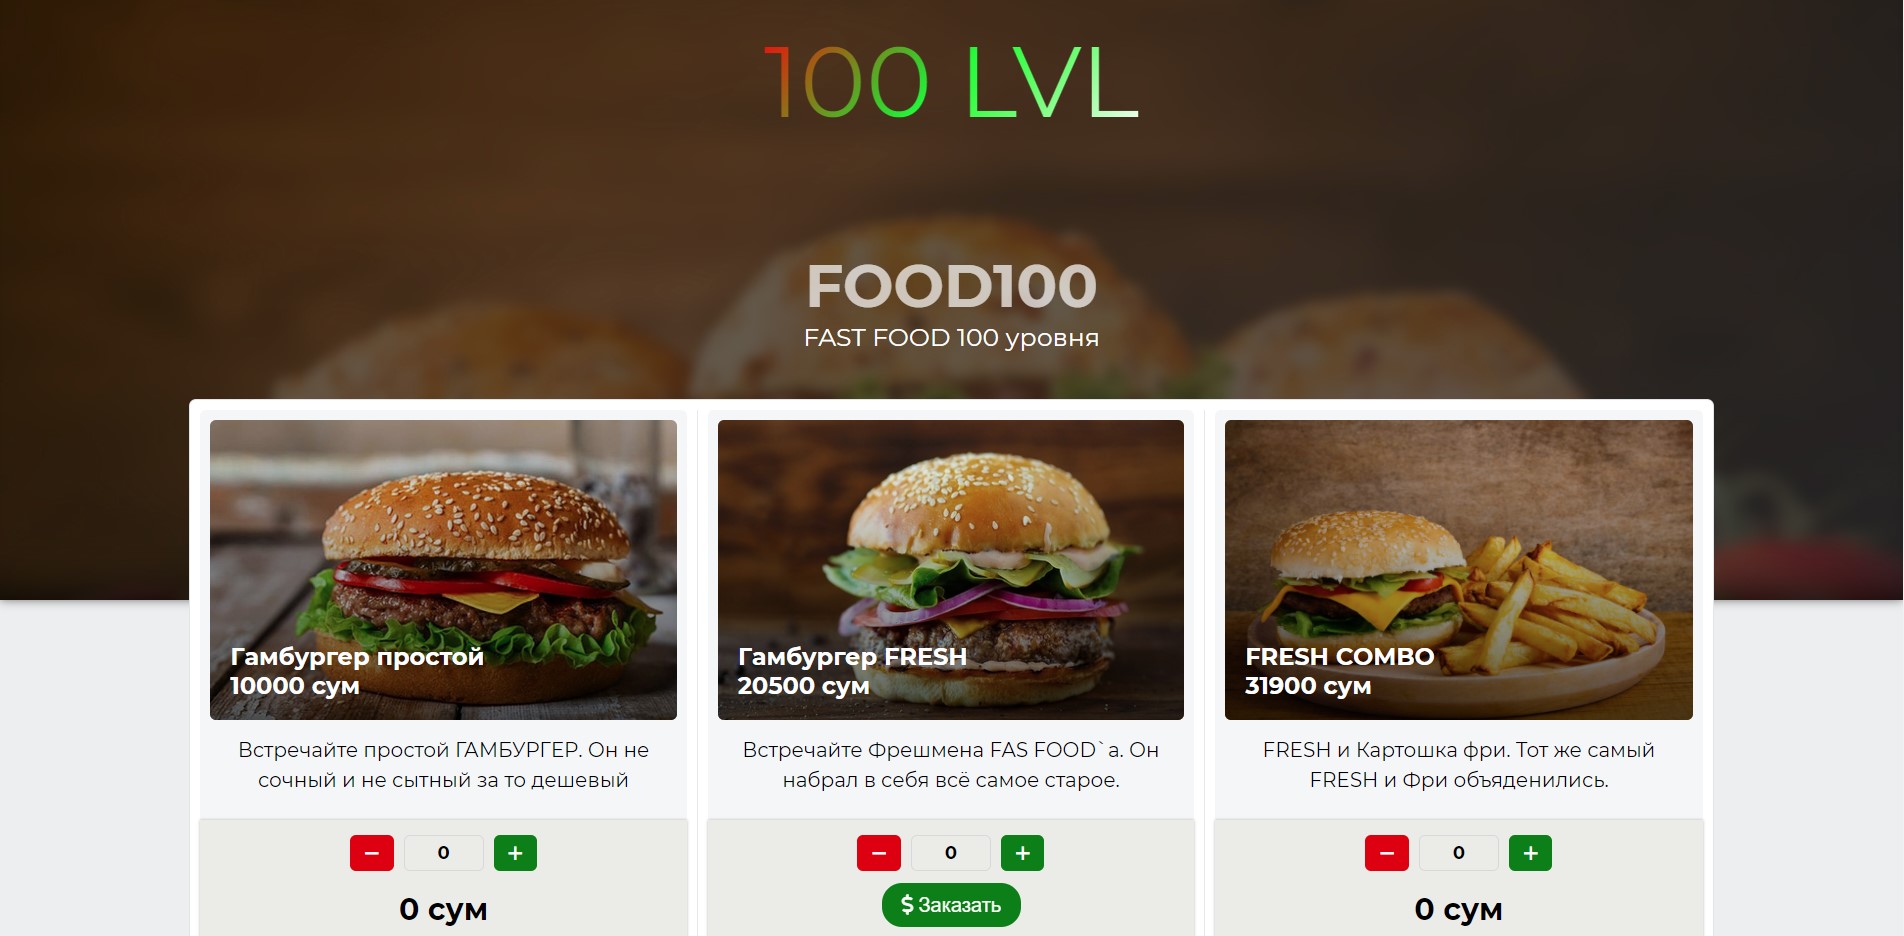 100 LVL
FOOD100
FAST FOOD 100 уровня
Гамбургер простой
10000 сум
Встречайте простой ГАМБУРГЕР. Он не
сочный и не сытный за то дешевый
− 0 +
0 сум
Гамбургер FRESH
20500 сум
Встречайте Фрешмена FAS FOOD`а. Он
набрал в себя всё самое старое.
− 0 +
$ Заказать
FRESH COMBO
31900 сум
FRESH и Картошка фри. Тот же самый
FRESH и Фри объяденились.
− 0 +
0 сум